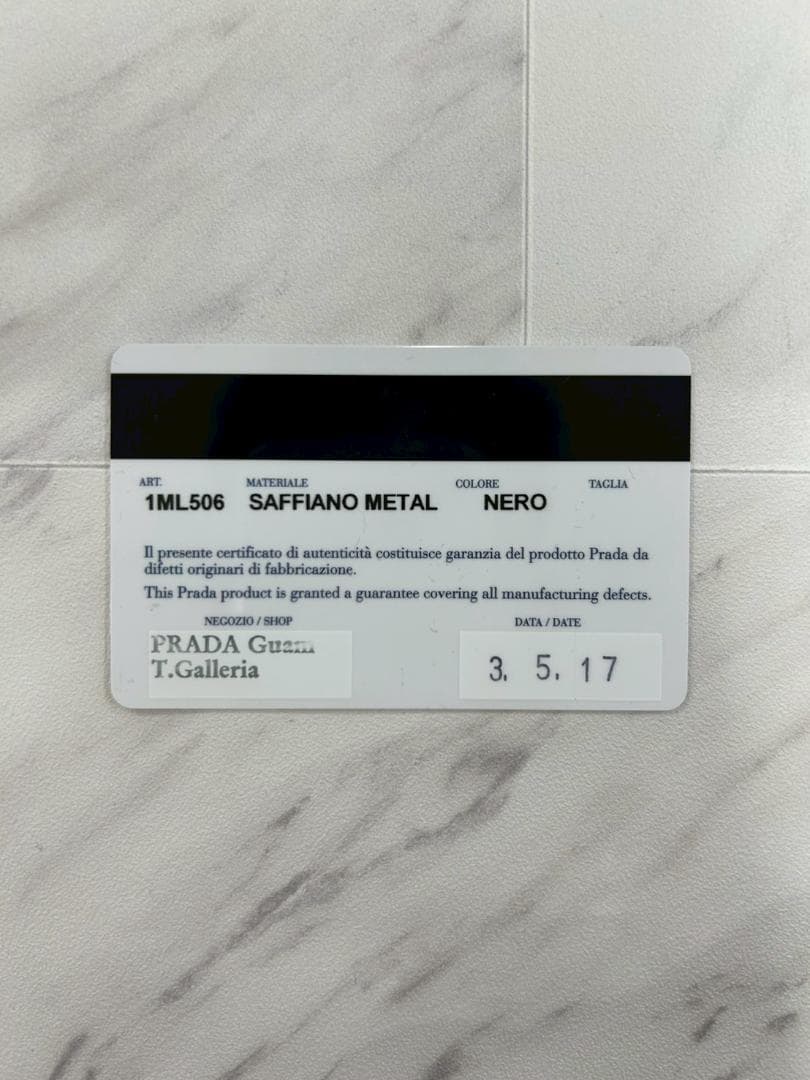 ART. MATERIALE COLORE TAGLIA
1ML506 SAFFIANO METAL NERO
Il presente certificato di autenticità costituisce garanzia del prodotto Prada da
difetti originari di fabbricazione.
This Prada product is granted a guarantee covering all manufacturing defects.
NEGOZIO / SHOP DATA / DATE
PRADA Guam
T.Galleria
3. 5. 17